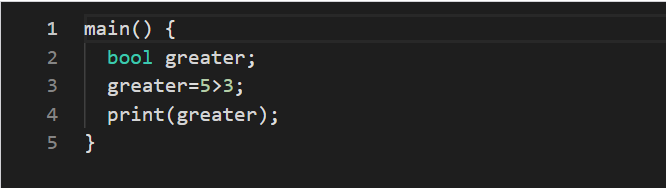 1 main() {
2 bool greater;
3 greater=5>3;
4 print(greater);
5 }